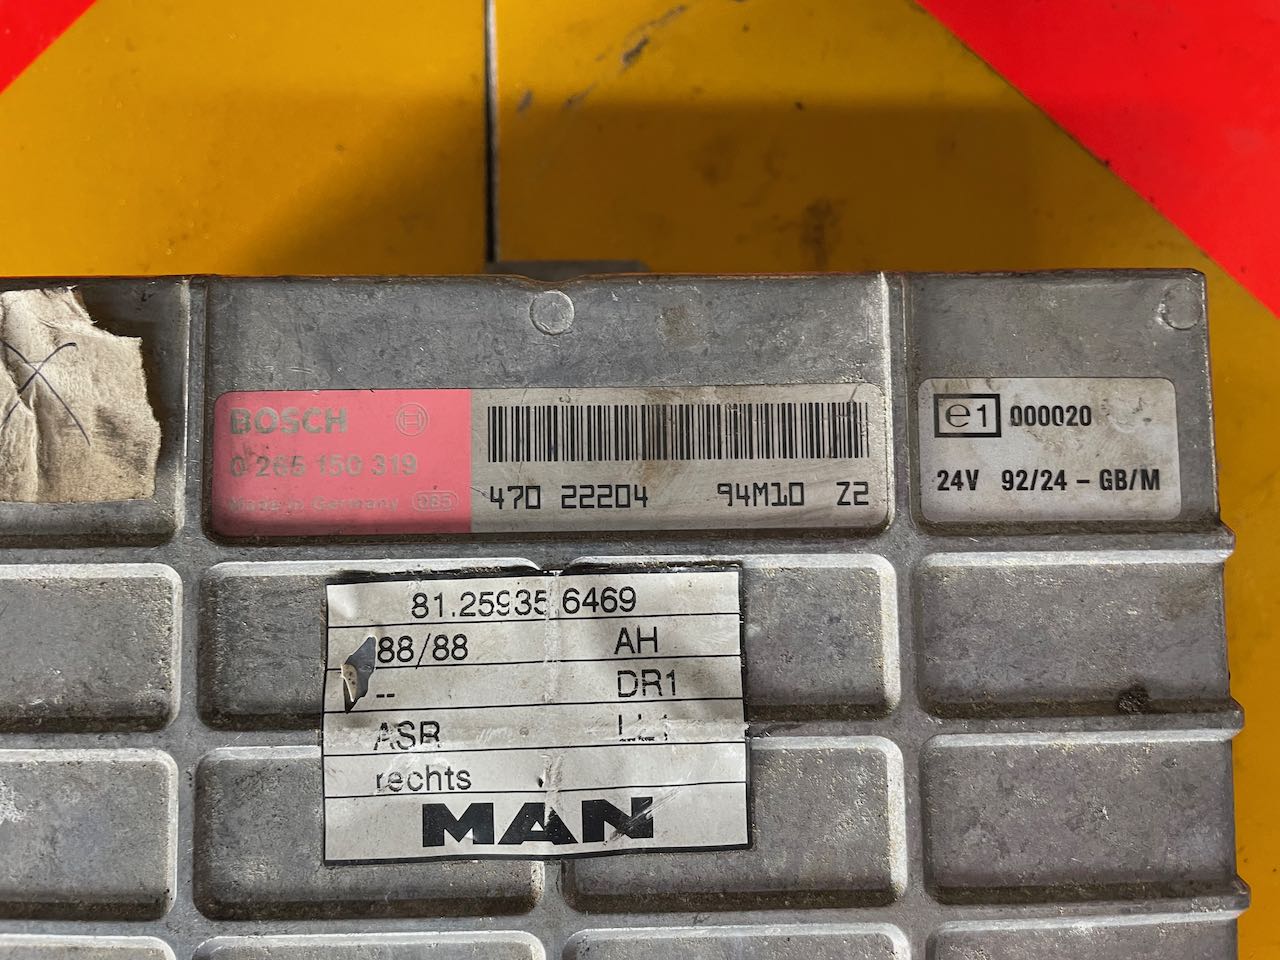 BOSCH
0 265 150 319
Made in Germany 085
470 22204 94M10 Z2
e1 000020
24V 92/24 - GB/M
81.25935.6469
88/88 AH
-- DR1
ASR
rechts
MAN